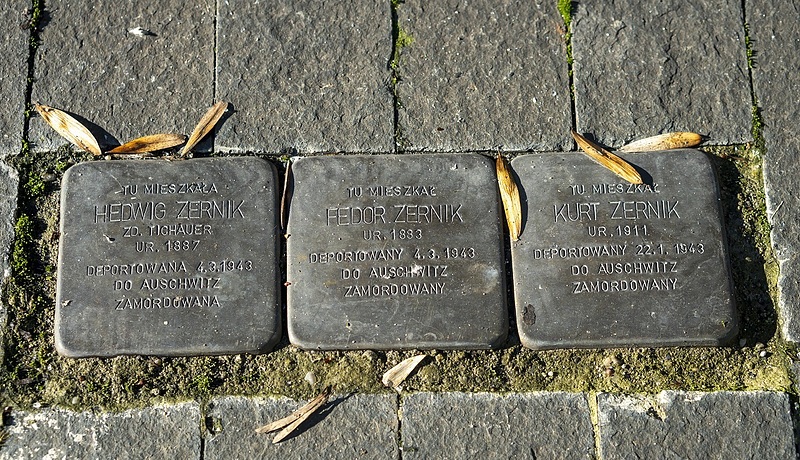 TU MIESZKAŁA
HEDWIG ZERNIK
ZD. TICHAUER
UR. 1887
DEPORTOWANA 4.3.1943
DO AUSCHWITZ
ZAMORDOWANA
TU MIESZKAŁ
FEDOR ZERNIK
UR. 1883
DEPORTOWANY 4.3.1943
DO AUSCHWITZ
ZAMORDOWANY
TU MIESZKAŁ
KURT ZERNIK
UR. 1911
DEPORTOWANY 22.1.1943
DO AUSCHWITZ
ZAMORDOWANY